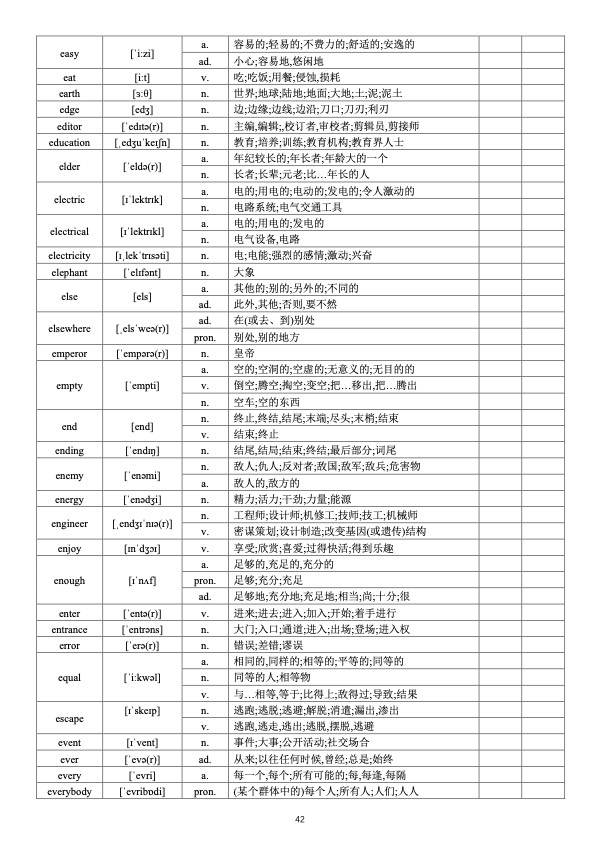 easy [ˈi:zi] a. 容易的;轻易的;不费力的;舒适的;安逸的
ad. 小心;容易地,悠闲地
eat [i:t] v. 吃;吃饭;用餐;侵蚀,损耗
earth [ɜ:θ] n. 世界;地球;陆地;地面;大地;土;泥;泥土
edge [edʒ] n. 边;边缘;边线;边沿;刀口;刀刃;利刃
editor [ˈedɪtə(r)] n. 主编,编辑;,校订者,审校者;剪辑员,剪接师
education [ˌedʒuˈkeɪʃn] n. 教育;培养;训练;教育机构;教育界人士
elder [ˈeldə(r)] a. 年纪较长的;年长者;年龄大的一个
n. 长者;长辈;元老;比…年长的人
electric [ɪˈlektrɪk] a. 电的;用电的;电动的;发电的;令人激动的
n. 电路系统;电气交通工具
electrical [ɪˈlektrɪkl] a. 电的;用电的;发电的
n. 电气设备,电路
electricity [ɪˌlekˈtrɪsəti] n. 电;电能;强烈的感情;激动;兴奋
elephant [ˈelɪfənt] n. 大象
else [els] a. 其他的;别的;另外的;不同的
ad. 此外,其他;否则,要不然
elsewhere [ˌelsˈweə(r)] ad. 在(或去、到)别处
pron. 别处,别的地方
emperor [ˈempərə(r)] n. 皇帝
empty [ˈempti] a. 空的;空洞的;空虚的;无意义的;无目的的
v. 倒空;腾空;掏空;变空;把…移出,把…腾出
n. 空车;空的东西
end [end] n. 终止,终结,结尾;末端;尽头;末梢;结束
v. 结束;终止
ending [ˈendɪŋ] n. 结尾,结局;结束;终结;最后部分;词尾
enemy [ˈenəmi] n. 敌人;仇人;反对者;敌国;敌军;敌兵;危害物
a. 敌人的,敌方的
energy [ˈenədʒi] n. 精力;活力;干劲;力量;能源
engineer [ˌendʒɪˈnɪə(r)] n. 工程师;设计师;机修工;技师;技工;机械师
v. 密谋策划;设计制造;改变基因(或遗传)结构
enjoy [ɪnˈdʒɔɪ] v. 享受;欣赏;喜爱;过得快活;得到乐趣
enough [ɪˈnʌf] a. 足够的,充足的,充分的
pron. 足够;充分;充足
ad. 足够地;充分地;充足地;相当;尚;十分;很
enter [ˈentə(r)] v. 进来;进去;进入;加入;开始;着手进行
entrance [ˈentrəns] n. 大门;入口;通道;进入;出场;登场;进入权
error [ˈerə(r)] n. 错误;差错;谬误
equal [ˈi:kwəl] a. 相同的,同样的;相等的;平等的;同等的
n. 同等的人;相等物
v. 与…相等,等于;比得上;敌得过;导致;结果
escape [ɪˈskeɪp] n. 逃跑;逃脱;逃避;解脱;消遣;漏出,渗出
v. 逃跑,逃走,逃出;逃脱,摆脱,逃避
event [ɪˈvent] n. 事件;大事;公开活动;社交场合
ever [ˈevə(r)] ad. 从来;以往任何时候,曾经;总是;始终
every [ˈevri] a. 每一个,每个;所有可能的;每,每逢,每隔
everybody [ˈevribɒdi] pron. (某个群体中的)每个人;所有人;人们;人人
42